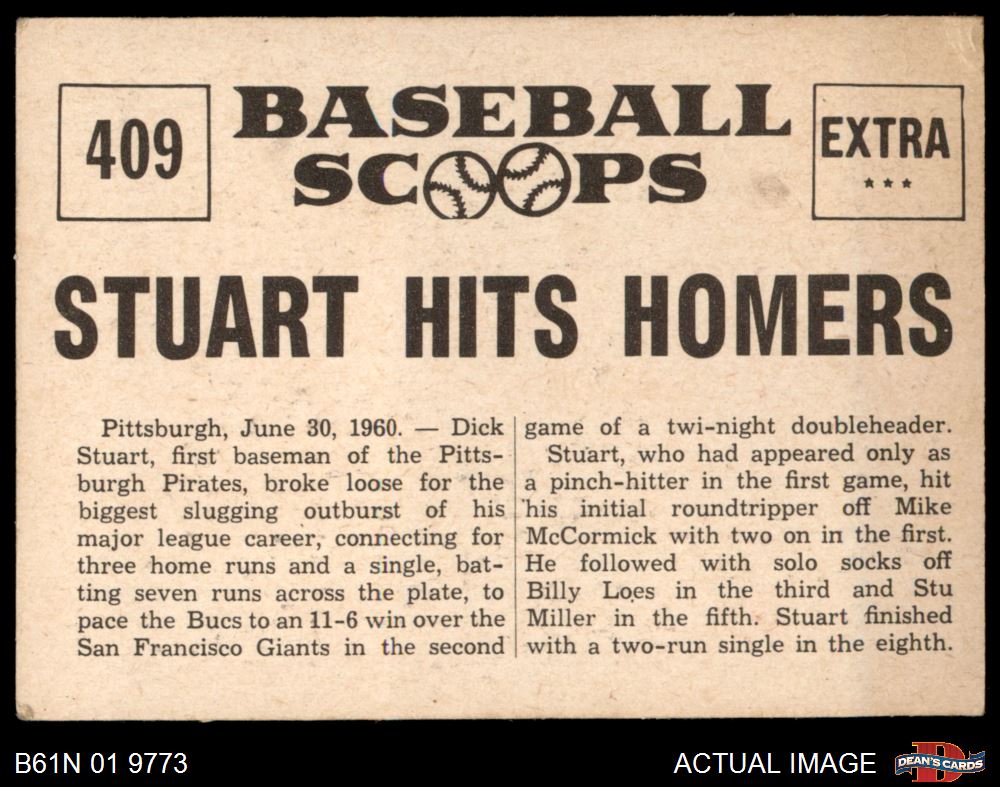 409
BASEBALL
SCOOPS
EXTRA
★ ★ ★
STUART HITS HOMERS
Pittsburgh, June 30, 1960. — Dick
Stuart, first baseman of the Pitts-
burgh Pirates, broke loose for the
biggest slugging outburst of his
major league career, connecting for
three home runs and a single, bat-
ting seven runs across the plate, to
pace the Bucs to an 11-6 win over the
San Francisco Giants in the second
game of a twi-night doubleheader.
Stuart, who had appeared only as
a pinch-hitter in the first game, hit
his initial roundtripper off Mike
McCormick with two on in the first.
He followed with solo socks off
Billy Loes in the third and Stu
Miller in the fifth. Stuart finished
with a two-run single in the eighth.
B61N 01 9773
ACTUAL IMAGE
D
DEAN'S CARDS